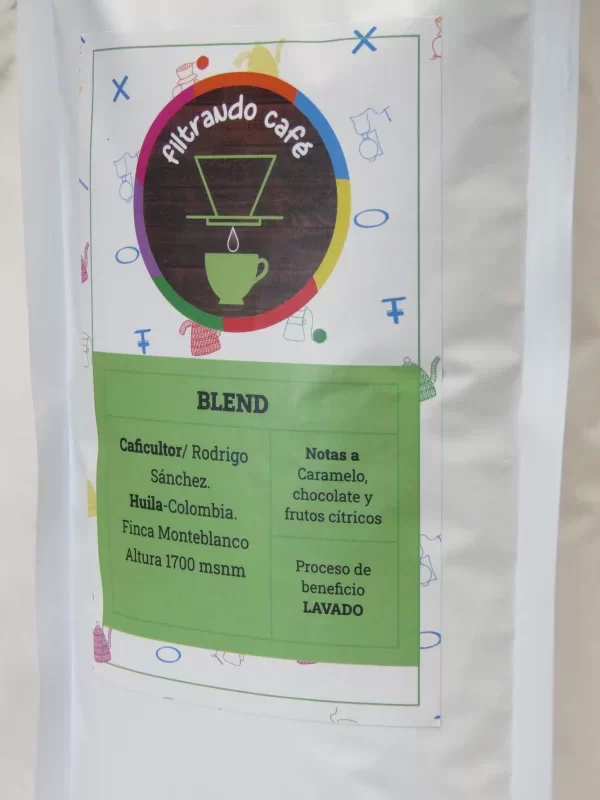 filtrando café
BLEND
Caficultor/ Rodrigo
Sánchez.
Huila-Colombia.
Finca Monteblanco
Altura 1700 msnm
Notas a
Caramelo,
chocolate y
frutos cítricos
Proceso de
beneficio
LAVADO